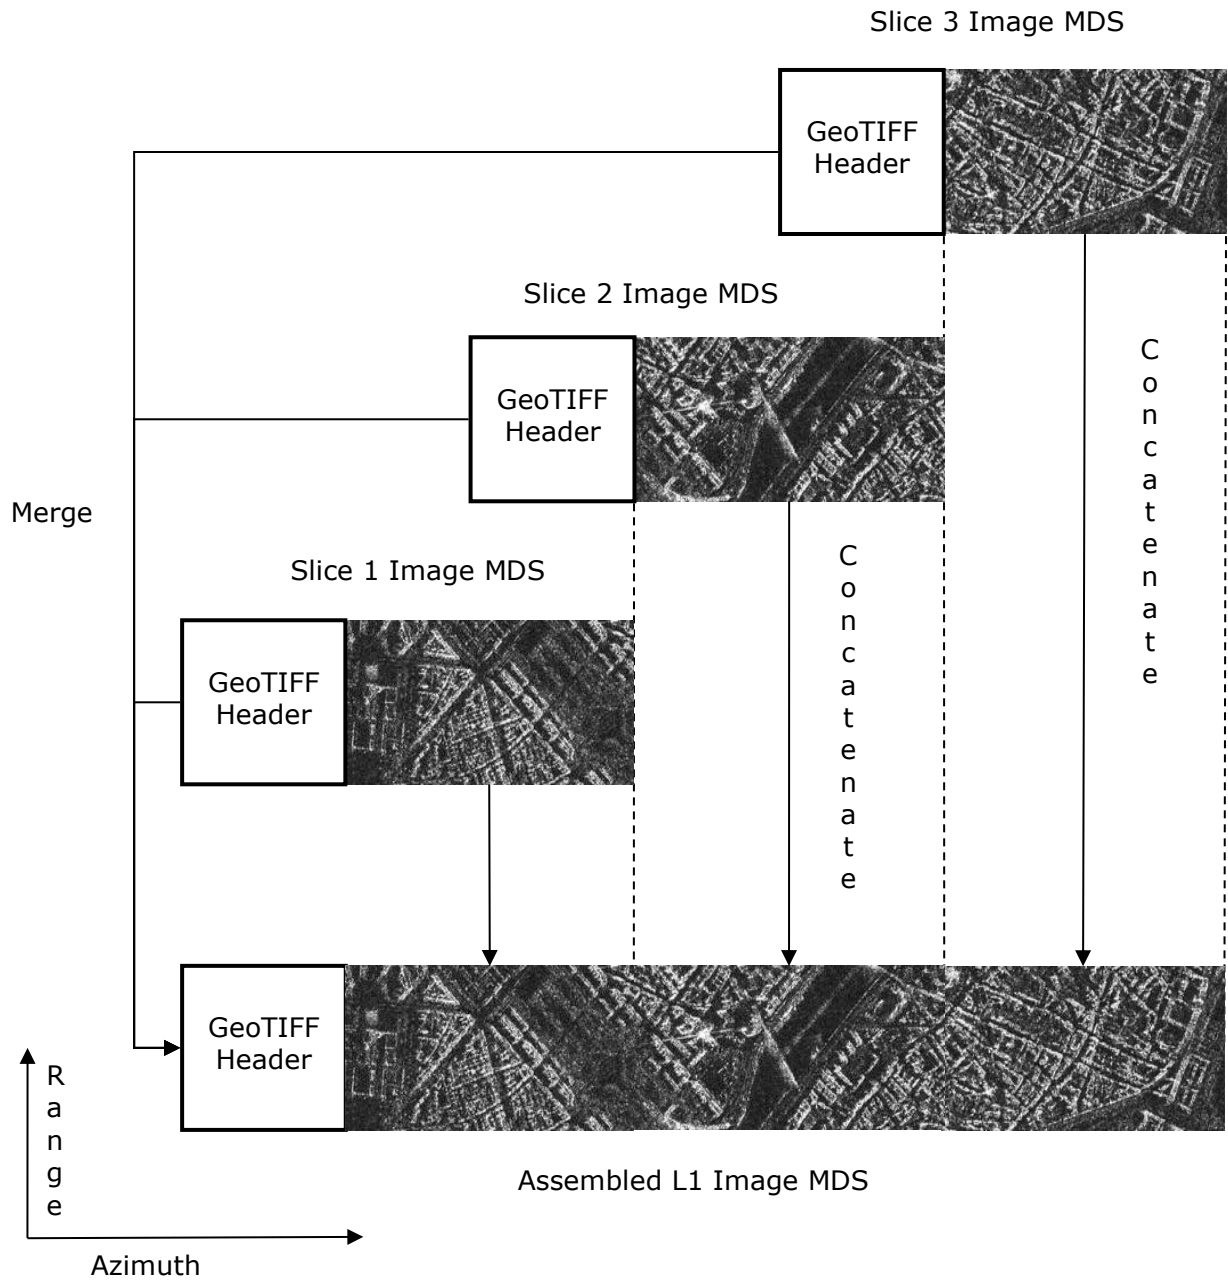 Slice 3 Image MDS
GeoTIFF
Header
Slice 2 Image MDS
GeoTIFF
Header
Concatenate
Merge
Slice 1 Image MDS
Concatenate
GeoTIFF
Header
GeoTIFF
Header
Range
Assembled L1 Image MDS
Azimuth